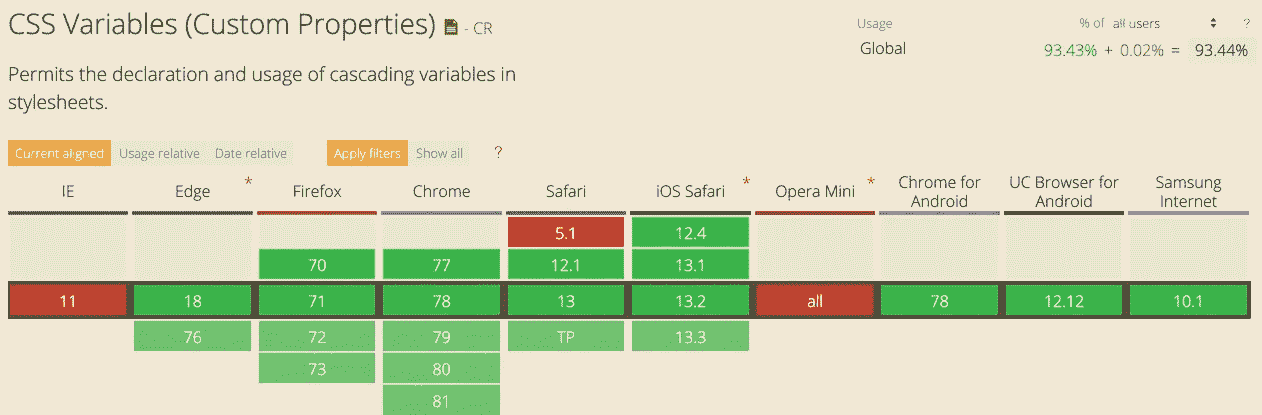 CSS Variables (Custom Properties) - CR
Usage % of all users ?
Global 93.43% + 0.02% = 93.44%
Permits the declaration and usage of cascading variables in
stylesheets.
Current aligned Usage relative Date relative Apply filters Show all ?
IE Edge * Firefox Chrome Safari iOS Safari * Opera Mini * Chrome for Android UC Browser for Android Samsung Internet
5.1 12.4
70 77 12.1 13.1
11 18 71 78 13 13.2 all 78 12.12 10.1
76 72 79 TP 13.3
73 80
81